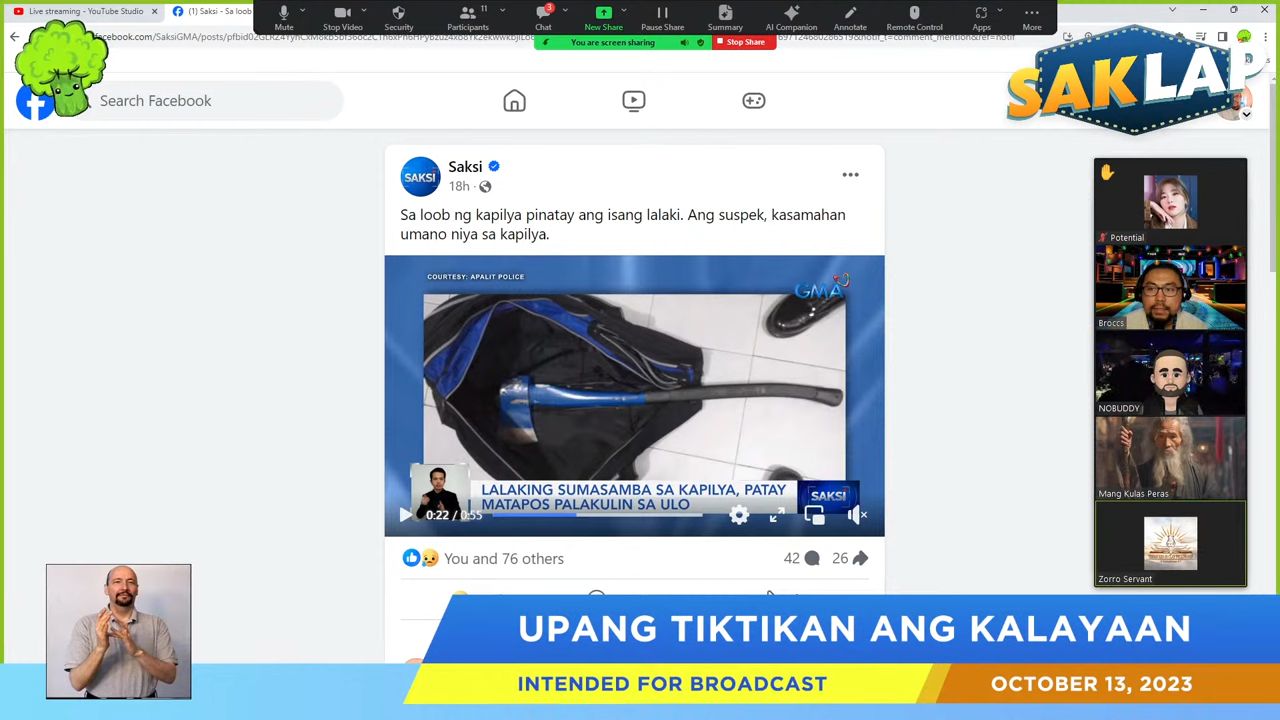 Live streaming - YouTube Studio
(1) Saksi - Sa loob
Mute
Stop Video
Security
Participants
11
Chat
3
New Share
Pause Share
Summary
AI Companion
Annotate
Remote Control
Apps
More
You are screen sharing
Stop Share
Search Facebook
SAKLAP
Saksi
18h
Sa loob ng kapilya pinatay ang isang lalaki. Ang suspek, kasamahan
umano niya sa kapilya.
COURTESY: APALIT POLICE
GMA
LALAKING SUMASAMBA SA KAPILYA, PATAY
MATAPOS PALAKULIN SA ULO
SAKSI
0:22 / 0:55
You and 76 others
42
26
Potential
Broccs
NOBUDDY
Mang Kulas Peras
Zorro Servant
UPANG TIKTIKAN ANG KALAYAAN
INTENDED FOR BROADCAST
OCTOBER 13, 2023